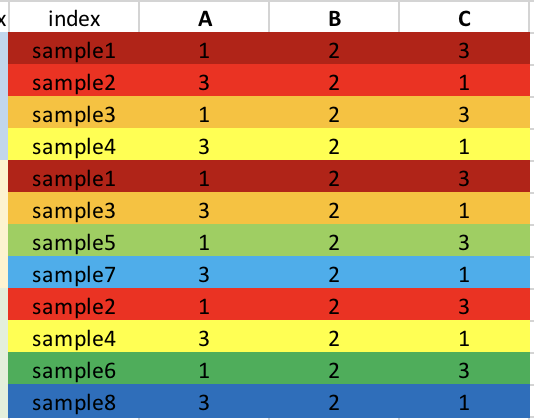 x index A B C
sample1 1 2 3
sample2 3 2 1
sample3 1 2 3
sample4 3 2 1
sample1 1 2 3
sample3 3 2 1
sample5 1 2 3
sample7 3 2 1
sample2 1 2 3
sample4 3 2 1
sample6 1 2 3
sample8 3 2 1